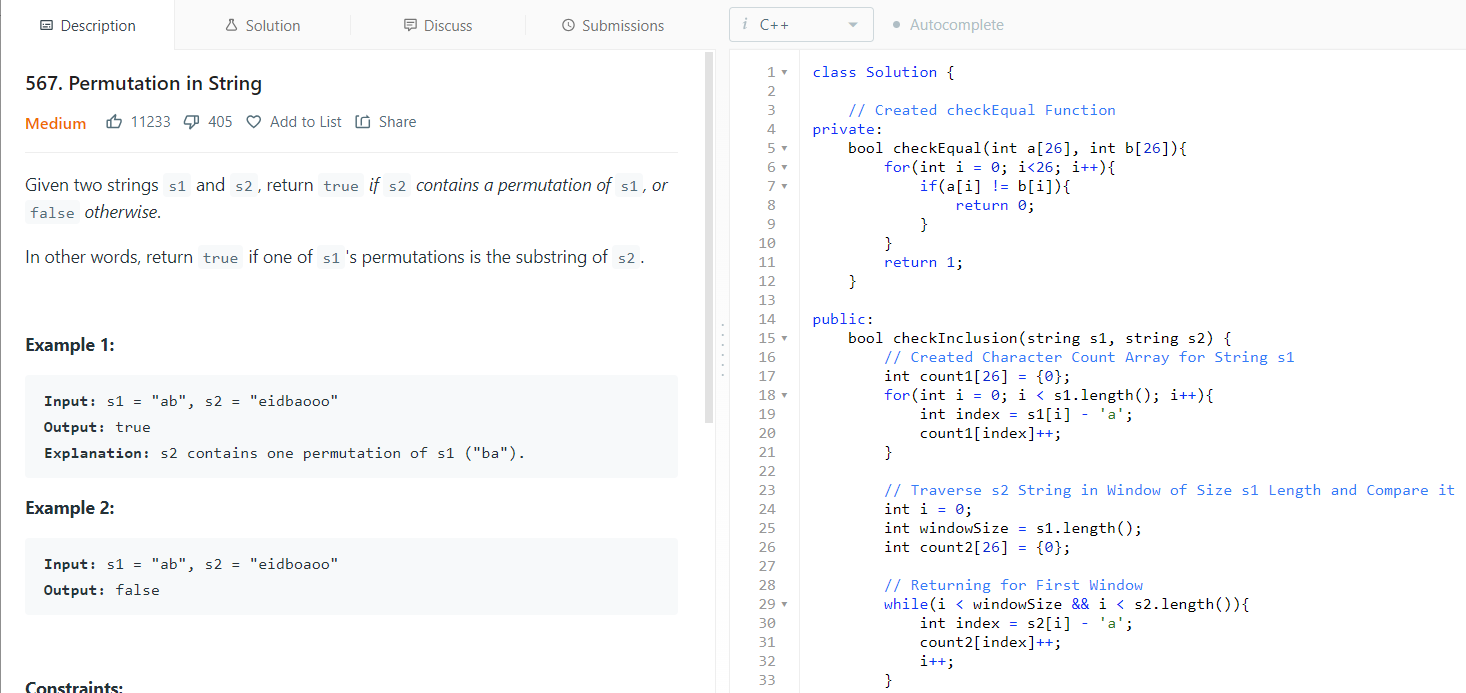 Description Solution Discuss Submissions
567. Permutation in String
Medium 11233 405 Add to List Share
Given two strings s1 and s2, return true if s2 contains a permutation of s1, or
false otherwise.
In other words, return true if one of s1's permutations is the substring of s2.
Example 1:
Input: s1 = "ab", s2 = "eidbaooo"
Output: true
Explanation: s2 contains one permutation of s1 ("ba").
Example 2:
Input: s1 = "ab", s2 = "eidboaoo"
Output: false
Constraints:
i C++ Autocomplete
1 class Solution {
2
3     // Created checkEqual Function
4 private:
5     bool checkEqual(int a[26], int b[26]){
6         for(int i = 0; i<26; i++){
7             if(a[i] != b[i]){
8                 return 0;
9             }
10         }
11         return 1;
12     }
13
14 public:
15     bool checkInclusion(string s1, string s2) {
16         // Created Character Count Array for String s1
17         int count1[26] = {0};
18         for(int i = 0; i < s1.length(); i++){
19             int index = s1[i] - 'a';
20             count1[index]++;
21         }
22
23         // Traverse s2 String in Window of Size s1 Length and Compare it
24         int i = 0;
25         int windowSize = s1.length();
26         int count2[26] = {0};
27
28         // Returning for First Window
29         while(i < windowSize && i < s2.length()){
30             int index = s2[i] - 'a';
31             count2[index]++;
32             i++;
33         }